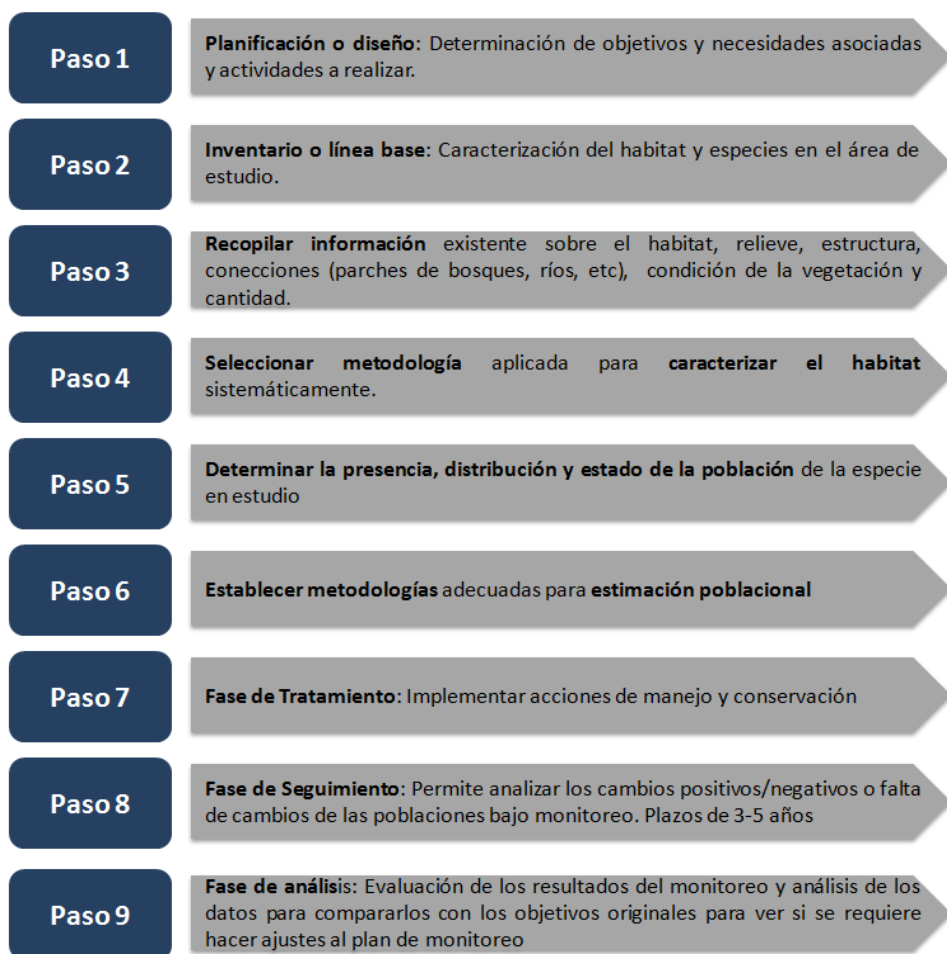 Paso 1
Planificación o diseño: Determinación de objetivos y necesidades asociadas
y actividades a realizar.
Paso 2
Inventario o línea base: Caracterización del habitat y especies en el área de
estudio.
Paso 3
Recopilar información existente sobre el habitat, relieve, estructura,
conecciones (parches de bosques, ríos, etc), condición de la vegetación y
cantidad.
Paso 4
Seleccionar metodología aplicada para caracterizar el habitat
sistemáticamente.
Paso 5
Determinar la presencia, distribución y estado de la población de la especie
en estudio
Paso 6
Establecer metodologías adecuadas para estimación poblacional
Paso 7
Fase de Tratamiento: Implementar acciones de manejo y conservación
Paso 8
Fase de Seguimiento: Permite analizar los cambios positivos/negativos o falta
de cambios de las poblaciones bajo monitoreo. Plazos de 3-5 años
Paso 9
Fase de análisis: Evaluación de los resultados del monitoreo y análisis de los
datos para compararlos con los objetivos originales para ver si se requiere
hacer ajustes al plan de monitoreo